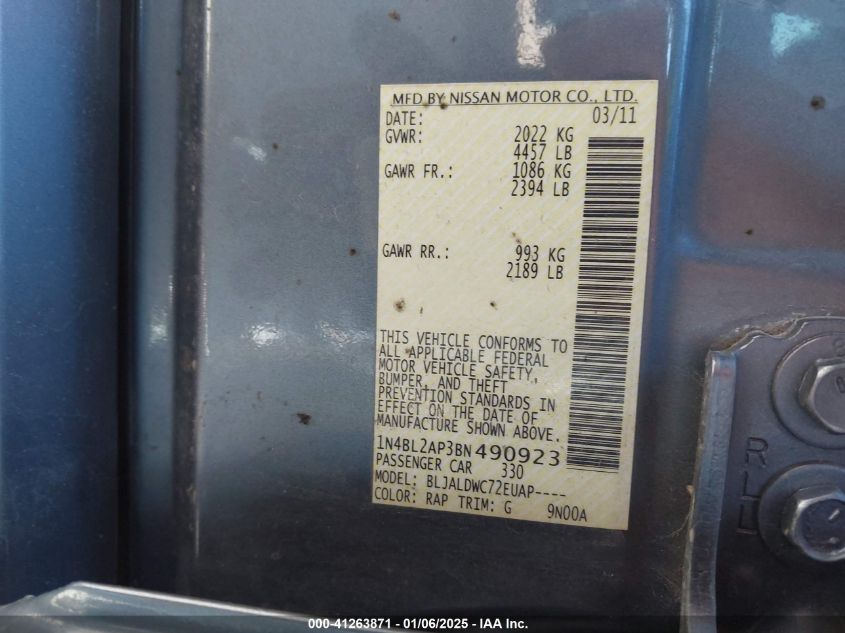 MFD BY NISSAN MOTOR CO., LTD.
DATE: 03/11
GVWR: 2022 KG
4457 LB
GAWR FR.: 1086 KG
2394 LB
GAWR RR.: 993 KG
2189 LB
THIS VEHICLE CONFORMS TO
ALL APPLICABLE FEDERAL
MOTOR VEHICLE SAFETY,
BUMPER, AND THEFT
PREVENTION STANDARDS IN
EFFECT ON THE DATE OF
MANUFACTURE SHOWN ABOVE.
1N4BL2AP3BN490923
PASSENGER CAR 330
MODEL: BLJALDWC72EUAP----
COLOR: RAP TRIM: G 9N00A
000-41263871 - 01/06/2025 - IAA Inc.